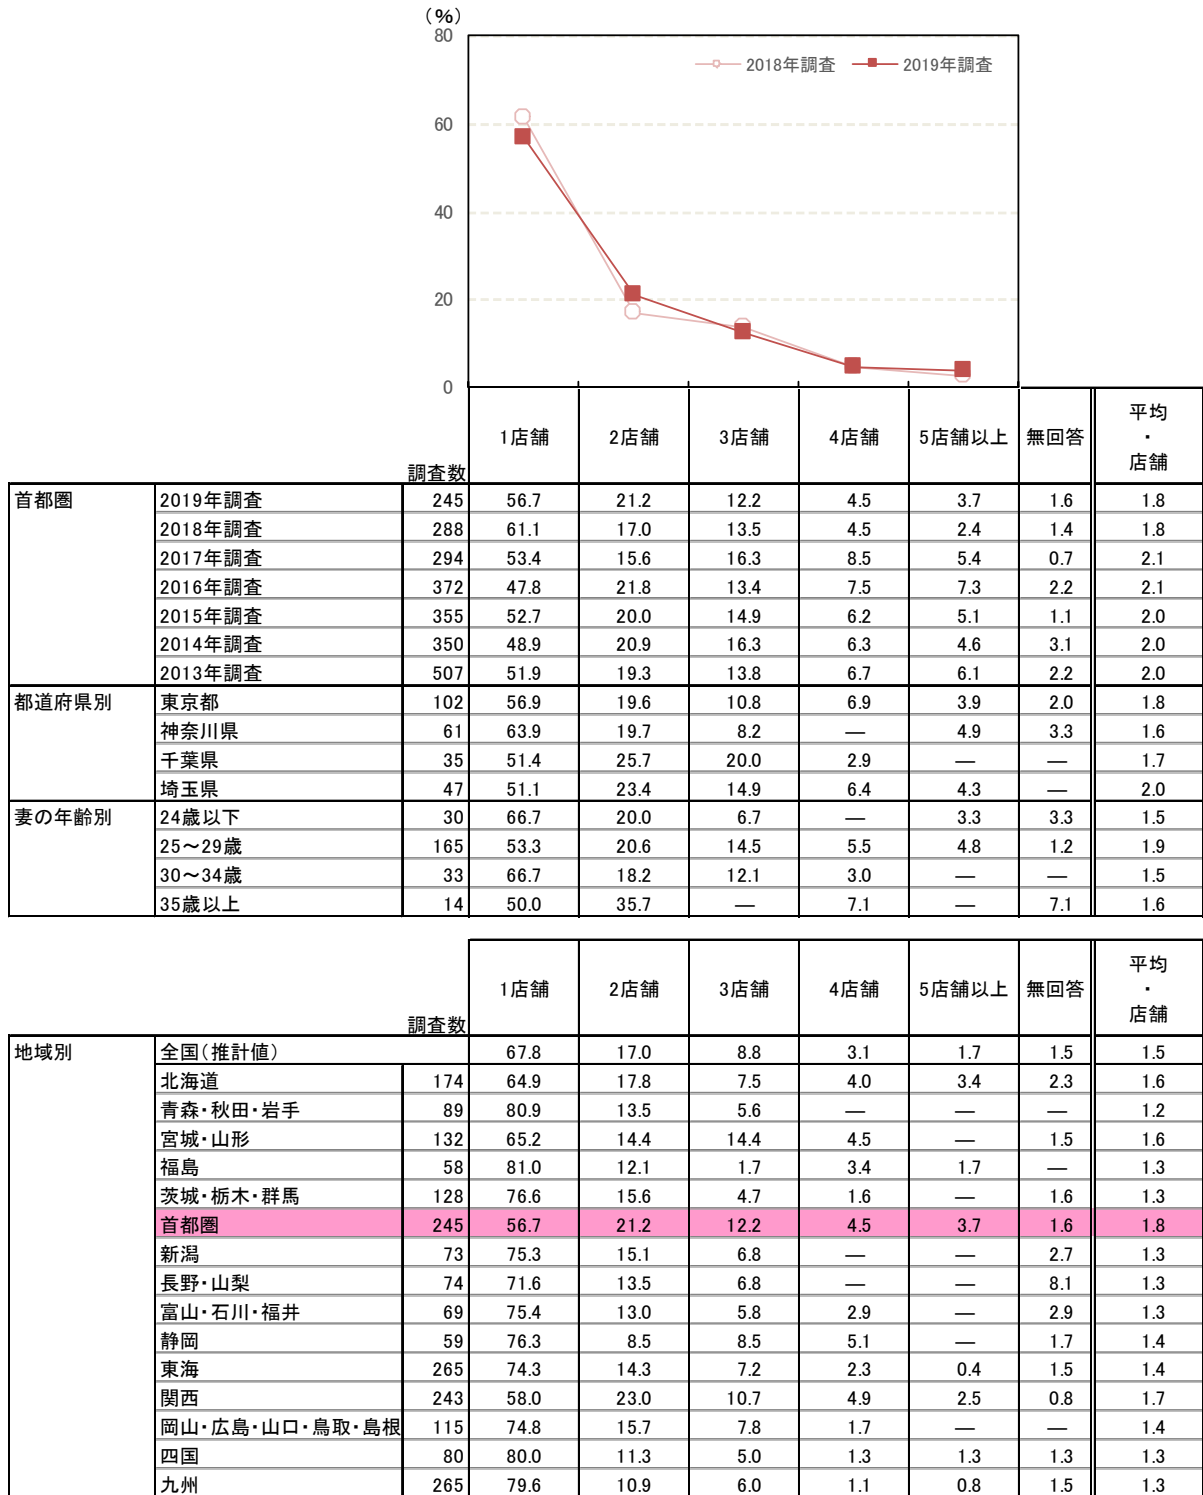 （%）
80
60
40
20
0
2018年調査 2019年調査
調査数 1店舗 2店舗 3店舗 4店舗 5店舗以上 無回答 平均・店舗
首都圏 2019年調査 245 56.7 21.2 12.2 4.5 3.7 1.6 1.8
2018年調査 288 61.1 17.0 13.5 4.5 2.4 1.4 1.8
2017年調査 294 53.4 15.6 16.3 8.5 5.4 0.7 2.1
2016年調査 372 47.8 21.8 13.4 7.5 7.3 2.2 2.1
2015年調査 355 52.7 20.0 14.9 6.2 5.1 1.1 2.0
2014年調査 350 48.9 20.9 16.3 6.3 4.6 3.1 2.0
2013年調査 507 51.9 19.3 13.8 6.7 6.1 2.2 2.0
都道府県別 東京都 102 56.9 19.6 10.8 6.9 3.9 2.0 1.8
神奈川県 61 63.9 19.7 8.2 — 4.9 3.3 1.6
千葉県 35 51.4 25.7 20.0 2.9 — — 1.7
埼玉県 47 51.1 23.4 14.9 6.4 4.3 — 2.0
妻の年齢別 24歳以下 30 66.7 20.0 6.7 — 3.3 3.3 1.5
25～29歳 165 53.3 20.6 14.5 5.5 4.8 1.2 1.9
30～34歳 33 66.7 18.2 12.1 3.0 — — 1.5
35歳以上 14 50.0 35.7 — 7.1 — 7.1 1.6
調査数 1店舗 2店舗 3店舗 4店舗 5店舗以上 無回答 平均・店舗
地域別 全国（推計値） 67.8 17.0 8.8 3.1 1.7 1.5 1.5
北海道 174 64.9 17.8 7.5 4.0 3.4 2.3 1.6
青森・秋田・岩手 89 80.9 13.5 5.6 — — — 1.2
宮城・山形 132 65.2 14.4 14.4 4.5 — 1.5 1.6
福島 58 81.0 12.1 1.7 3.4 1.7 — 1.3
茨城・栃木・群馬 128 76.6 15.6 4.7 1.6 — 1.6 1.3
首都圏 245 56.7 21.2 12.2 4.5 3.7 1.6 1.8
新潟 73 75.3 15.1 6.8 — — 2.7 1.3
長野・山梨 74 71.6 13.5 6.8 — — 8.1 1.3
富山・石川・福井 69 75.4 13.0 5.8 2.9 — 2.9 1.3
静岡 59 76.3 8.5 8.5 5.1 — 1.7 1.4
東海 265 74.3 14.3 7.2 2.3 0.4 1.5 1.4
関西 243 58.0 23.0 10.7 4.9 2.5 0.8 1.7
岡山・広島・山口・鳥取・島根 115 74.8 15.7 7.8 1.7 — — 1.4
四国 80 80.0 11.3 5.0 1.3 1.3 1.3 1.3
九州 265 79.6 10.9 6.0 1.1 0.8 1.5 1.3